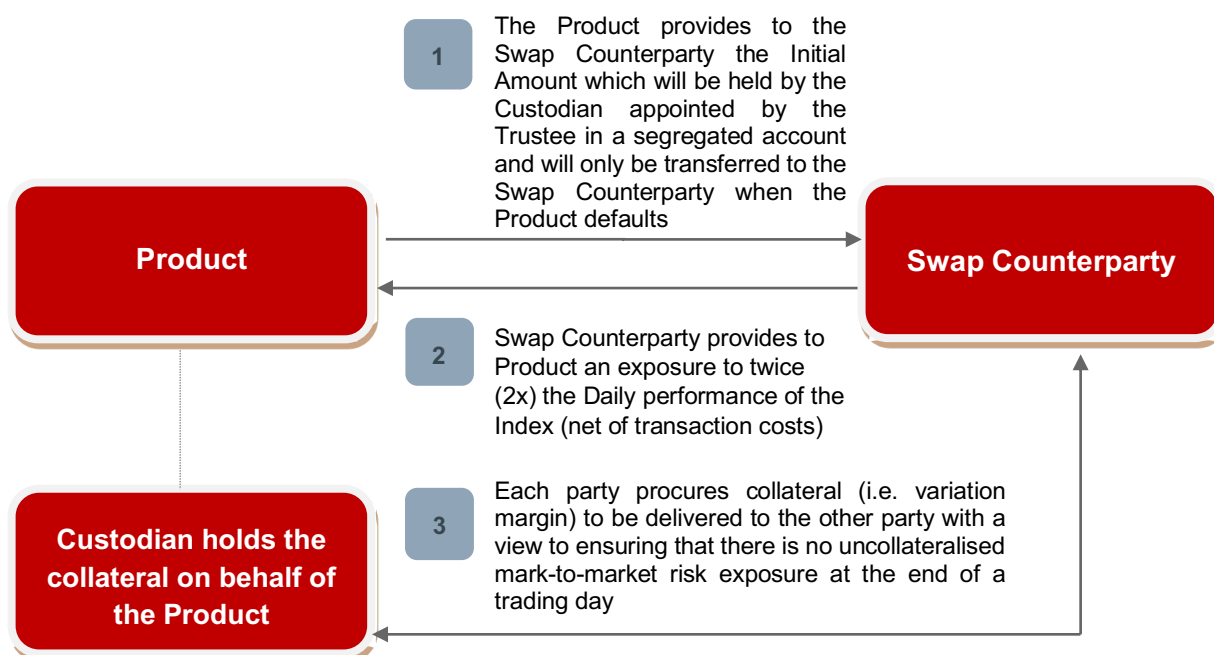 1
The Product provides to the
Swap Counterparty the Initial
Amount which will be held by the
Custodian appointed by the
Trustee in a segregated account
and will only be transferred to the
Swap Counterparty when the
Product defaults
Product
Swap Counterparty
2
Swap Counterparty provides to
Product an exposure to twice
(2x) the Daily performance of the
Index (net of transaction costs)
3
Each party procures collateral (i.e. variation
margin) to be delivered to the other party with a
view to ensuring that there is no uncollateralised
mark-to-market risk exposure at the end of a
trading day
Custodian holds the
collateral on behalf of
the Product